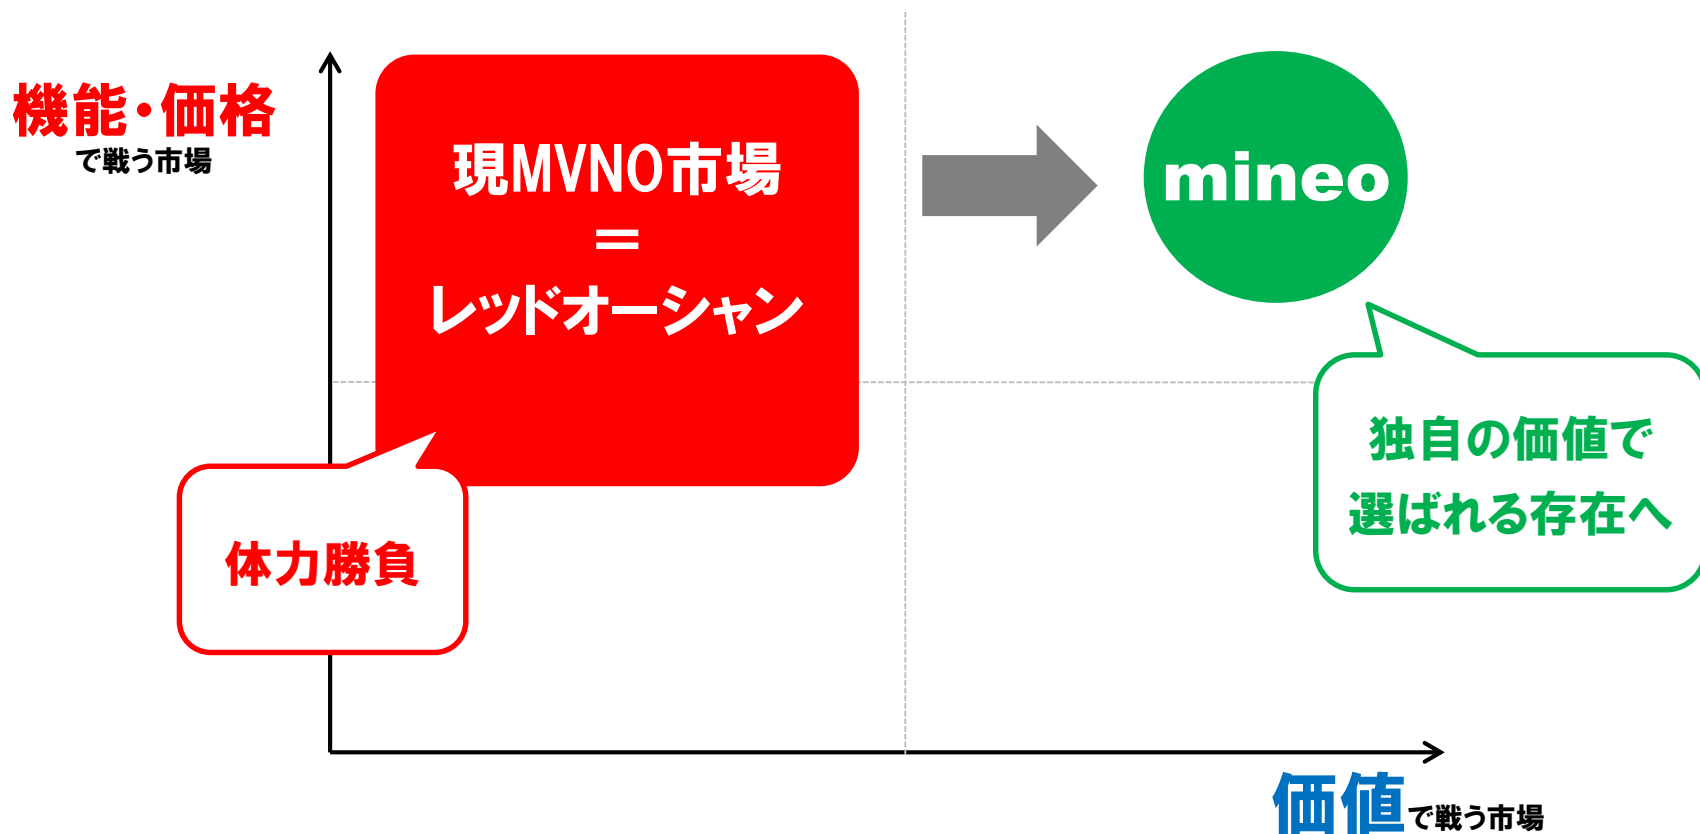 機能・価格
で戦う市場
現MVNO市場
＝
レッドオーシャン
mineo
独自の価値で
選ばれる存在へ
体力勝負
価値で戦う市場